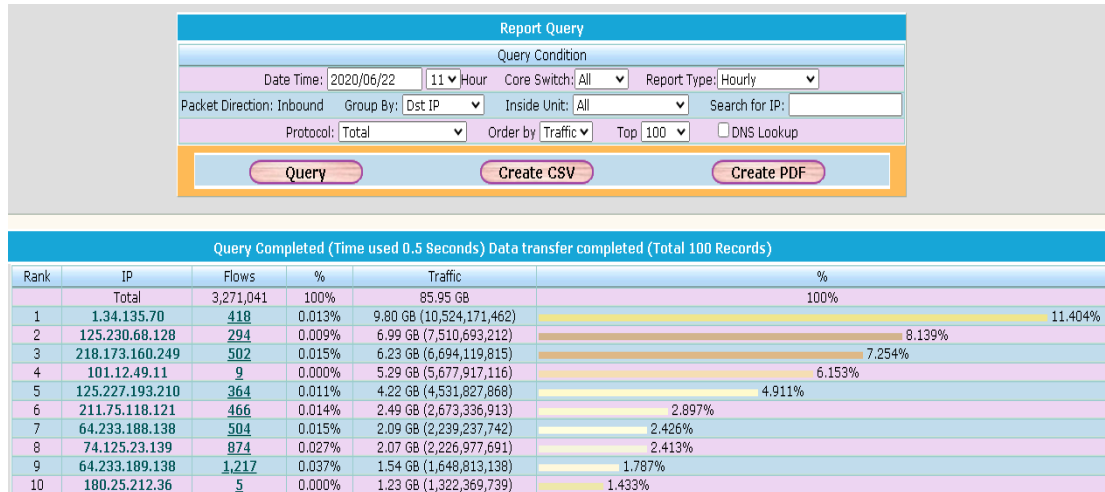 Report Query
Query Condition
Date Time: 2020/06/22 11 Hour Core Switch: All Report Type: Hourly
Packet Direction: Inbound Group By: Dst IP Inside Unit: All Search for IP:
Protocol: Total Order by Traffic Top 100 DNS Lookup
Query Create CSV Create PDF
Query Completed (Time used 0.5 Seconds) Data transfer completed (Total 100 Records)
Rank IP Flows % Traffic %
Total 3,271,041 100% 85.95 GB 100%
1 1.34.135.70 418 0.013% 9.80 GB (10,524,171,462) 11.404%
2 125.230.68.128 294 0.009% 6.99 GB (7,510,693,212) 8.139%
3 218.173.160.249 502 0.015% 6.23 GB (6,694,119,815) 7.254%
4 101.12.49.11 9 0.000% 5.29 GB (5,677,917,116) 6.153%
5 125.227.193.210 364 0.011% 4.22 GB (4,531,827,868) 4.911%
6 211.75.118.121 466 0.014% 2.49 GB (2,673,336,913) 2.897%
7 64.233.188.138 504 0.015% 2.09 GB (2,239,237,742) 2.426%
8 74.125.23.139 874 0.027% 2.07 GB (2,226,977,691) 2.413%
9 64.233.189.138 1,217 0.037% 1.54 GB (1,648,813,138) 1.787%
10 180.25.212.36 5 0.000% 1.23 GB (1,322,369,739) 1.433%